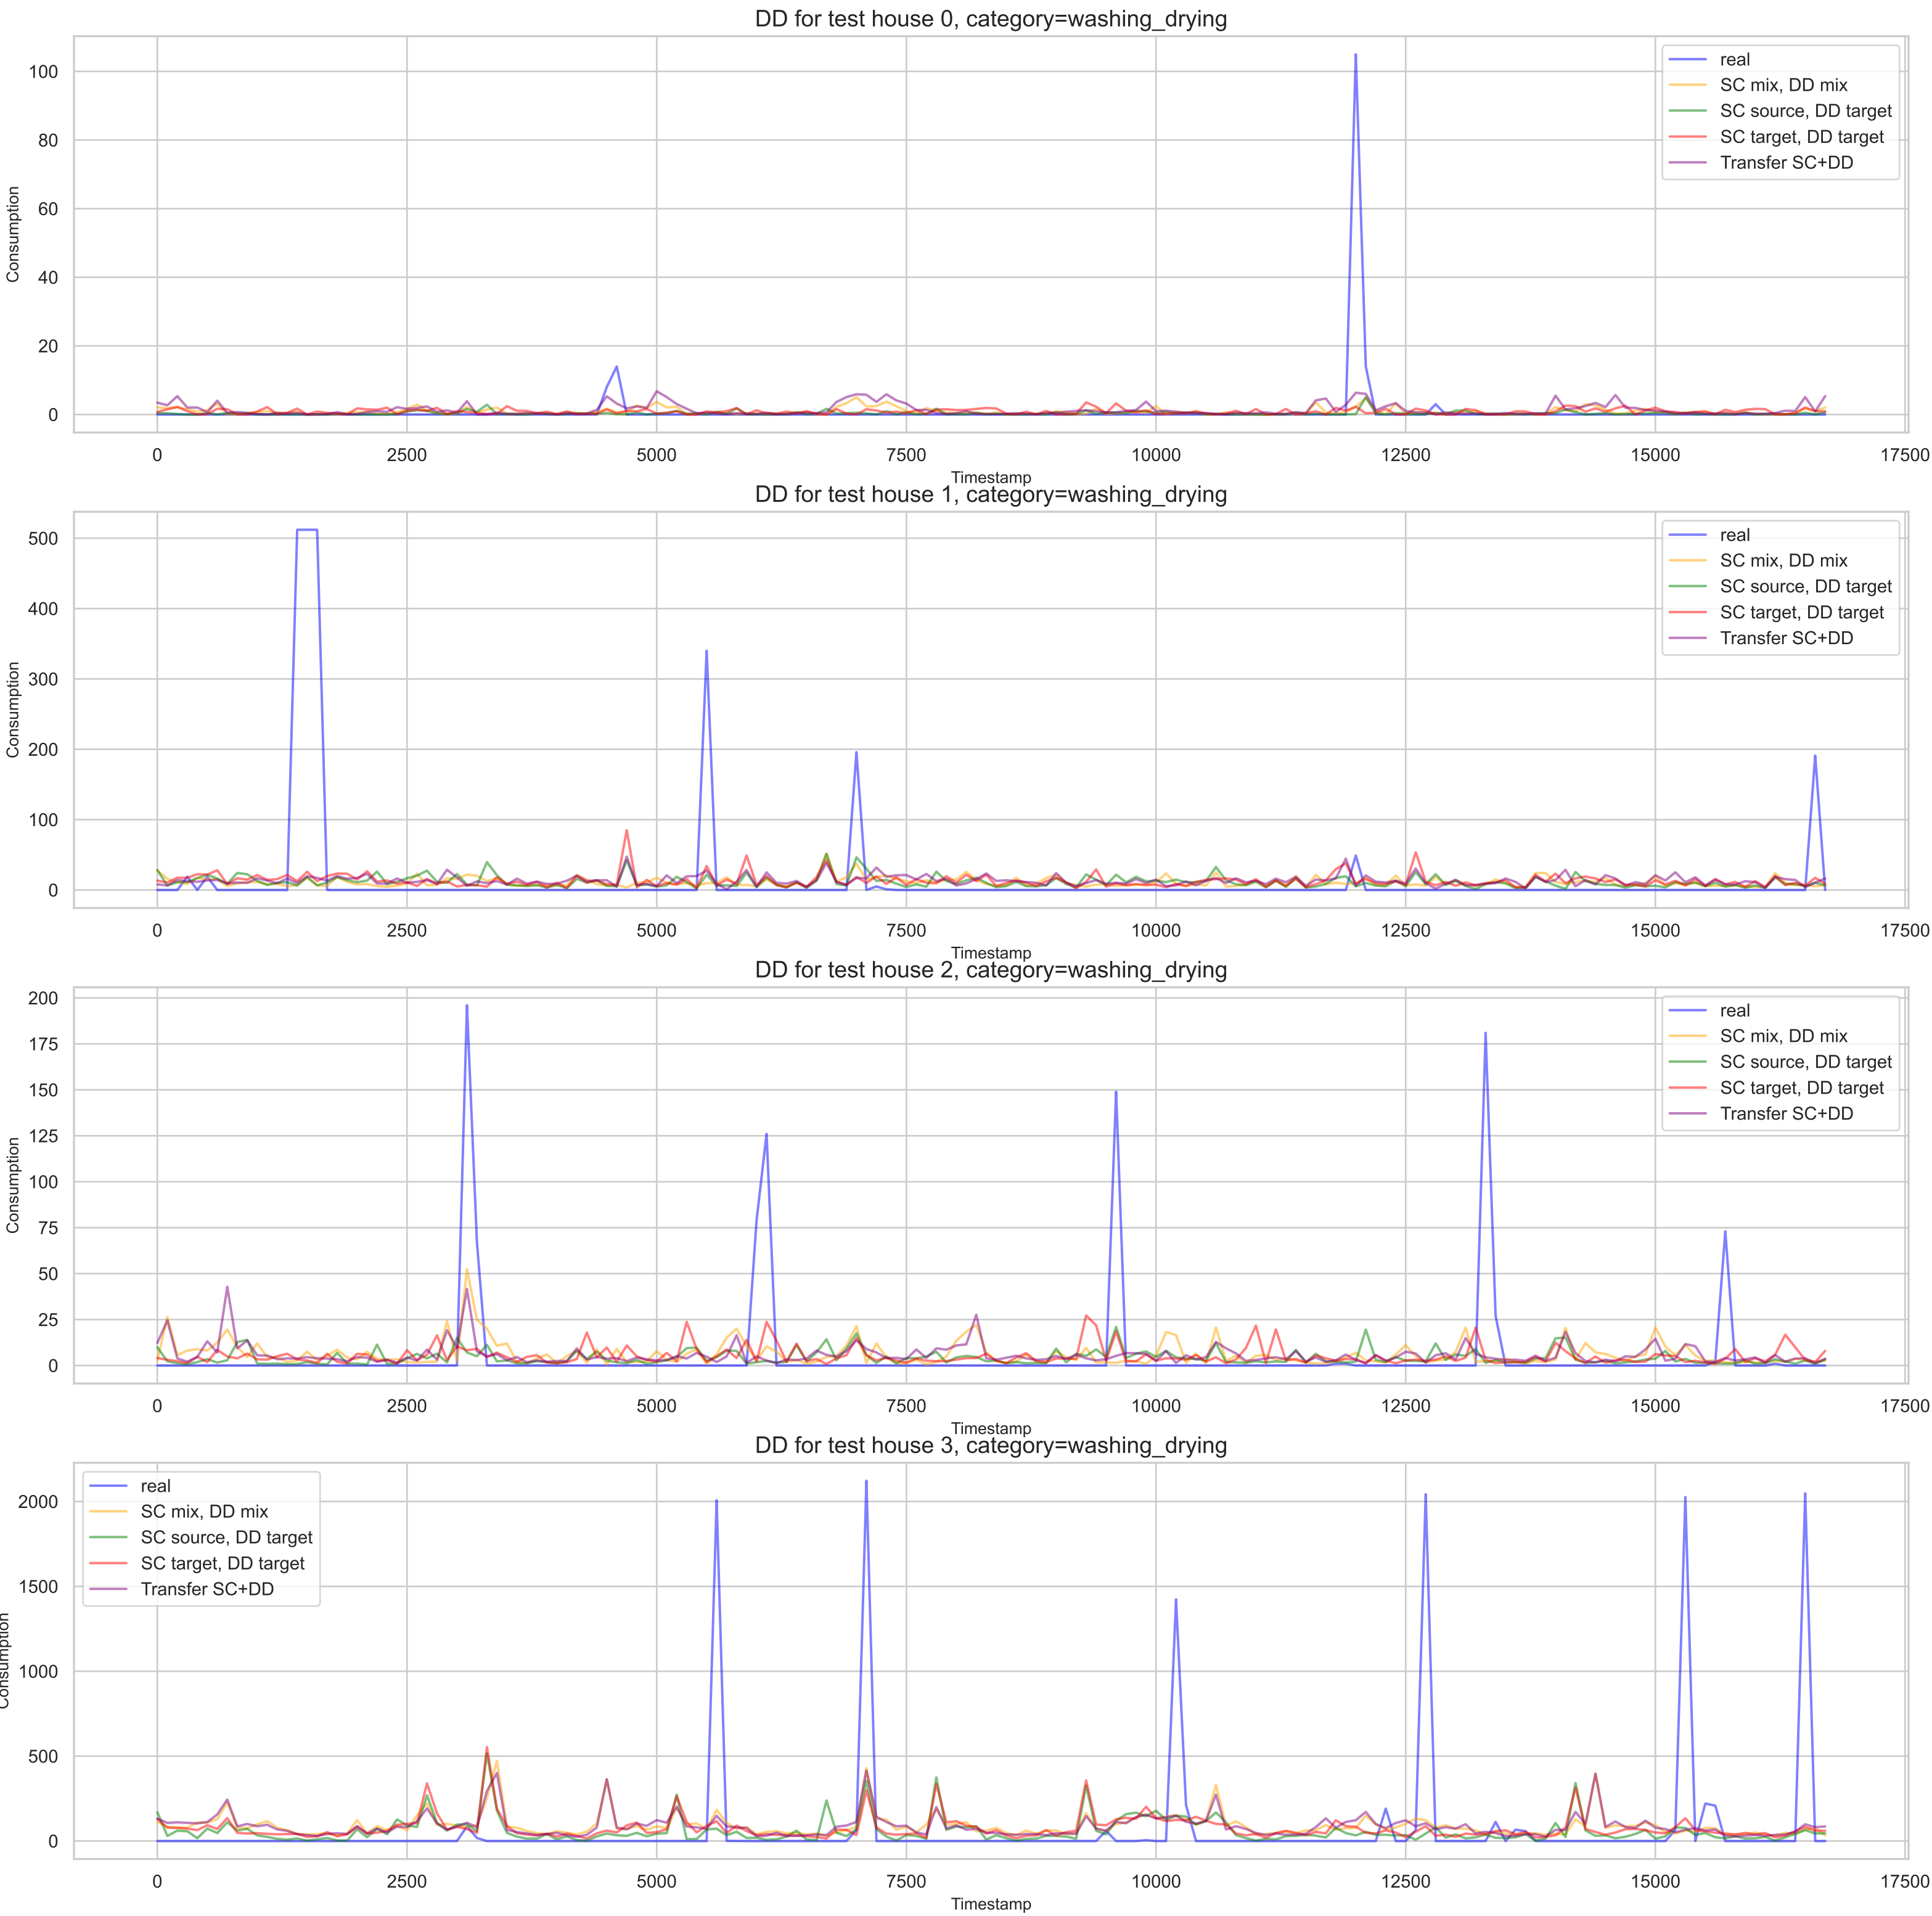 DD for test house 0, category=washing_drying
100
80
60
40
20
0
Consumption
real
SC mix, DD mix
SC source, DD target
SC target, DD target
Transfer SC+DD
0 2500 5000 7500 10000 12500 15000 17500
Timestamp
DD for test house 1, category=washing_drying
500
400
300
200
100
0
Consumption
real
SC mix, DD mix
SC source, DD target
SC target, DD target
Transfer SC+DD
0 2500 5000 7500 10000 12500 15000 17500
Timestamp
DD for test house 2, category=washing_drying
200
175
150
125
100
75
50
25
0
Consumption
real
SC mix, DD mix
SC source, DD target
SC target, DD target
Transfer SC+DD
0 2500 5000 7500 10000 12500 15000 17500
Timestamp
DD for test house 3, category=washing_drying
2000
1500
1000
500
0
Consumption
real
SC mix, DD mix
SC source, DD target
SC target, DD target
Transfer SC+DD
0 2500 5000 7500 10000 12500 15000 17500
Timestamp